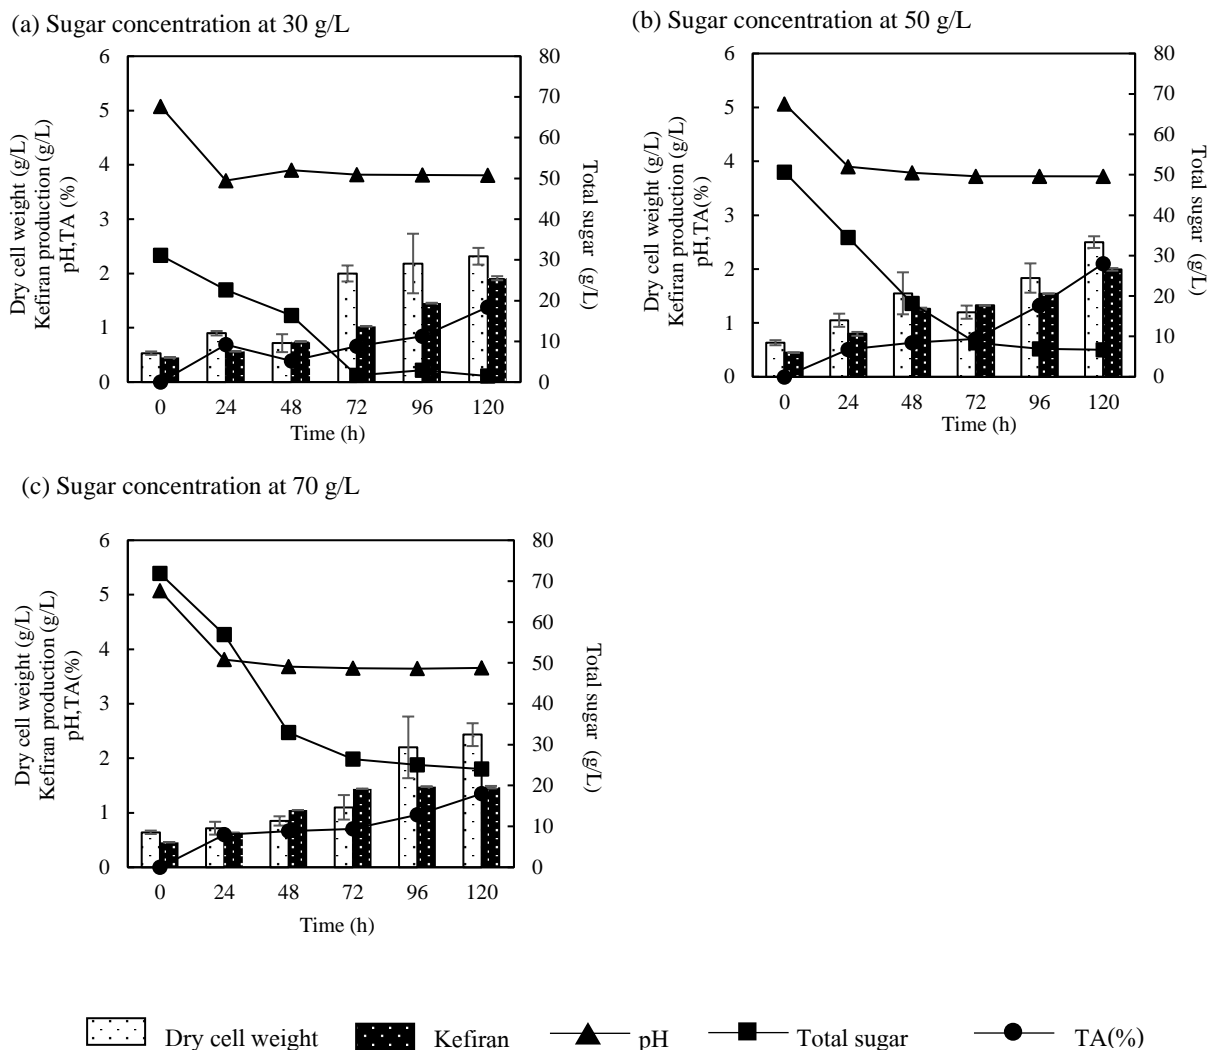 (a) Sugar concentration at 30 g/L
6
5
4
3
2
1
0
80
70
60
50
40
30
20
10
0
0 24 48 72 96 120
Time (h)
Dry cell weight (g/L)
Kefiran production (g/L)
pH,TA (%)
Total sugar (g/L)
(b) Sugar concentration at 50 g/L
6
5
4
3
2
1
0
80
70
60
50
40
30
20
10
0
0 24 48 72 96 120
Time (h)
Dry cell weight (g/L)
Kefiran production (g/L)
pH,TA(%)
Total sugar (g/L)
(c) Sugar concentration at 70 g/L
6
5
4
3
2
1
0
80
70
60
50
40
30
20
10
0
0 24 48 72 96 120
Time (h)
Dry cell weight (g/L)
Kefiran production (g/L)
pH,TA(%)
Total sugar (g/L)
Dry cell weight Kefiran pH Total sugar TA(%)